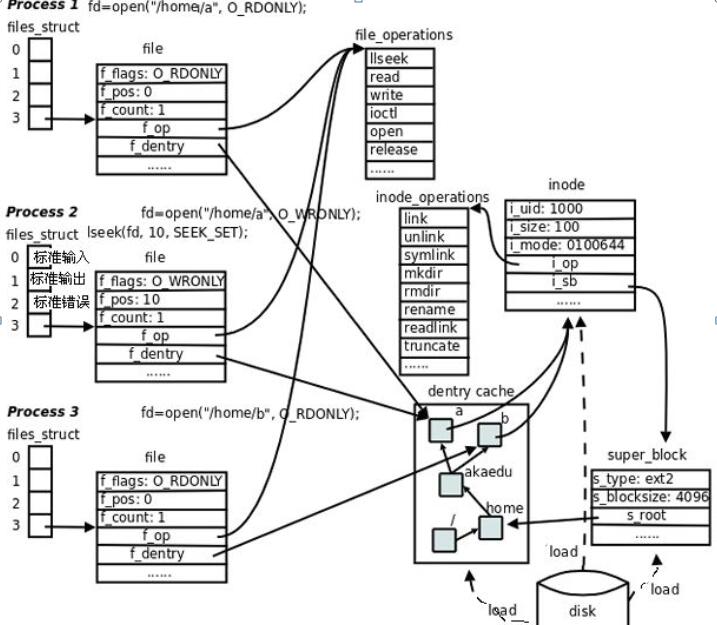 Process 1 fd=open("/home/a", O_RDONLY);
files_struct
0
1
2
3
file
f_flags: O_RDONLY
f_pos: 0
f_count: 1
f_op
f_dentry
......
file_operations
llseek
read
write
ioctl
open
release
......
Process 2 fd=open("/home/a", O_WRONLY);
files_struct lseek(fd, 10, SEEK_SET);
0 标准输入
1 标准输出
2 标准错误
3
file
f_flags: O_WRONLY
f_pos: 10
f_count: 1
f_op
f_dentry
......
inode_operations
link
unlink
symlink
mkdir
rmdir
rename
readlink
truncate
......
inode
i_uid: 1000
i_size: 100
i_mode: 0100644
i_op
i_sb
......
Process 3 fd=open("/home/b", O_RDONLY);
files_struct
0
1
2
3
file
f_flags: O_RDONLY
f_pos: 0
f_count: 1
f_op
f_dentry
......
dentry cache
a
b
akaedu
home
/
super_block
s_type: ext2
s_blocksize: 4096
s_root
......
load
load
load
disk